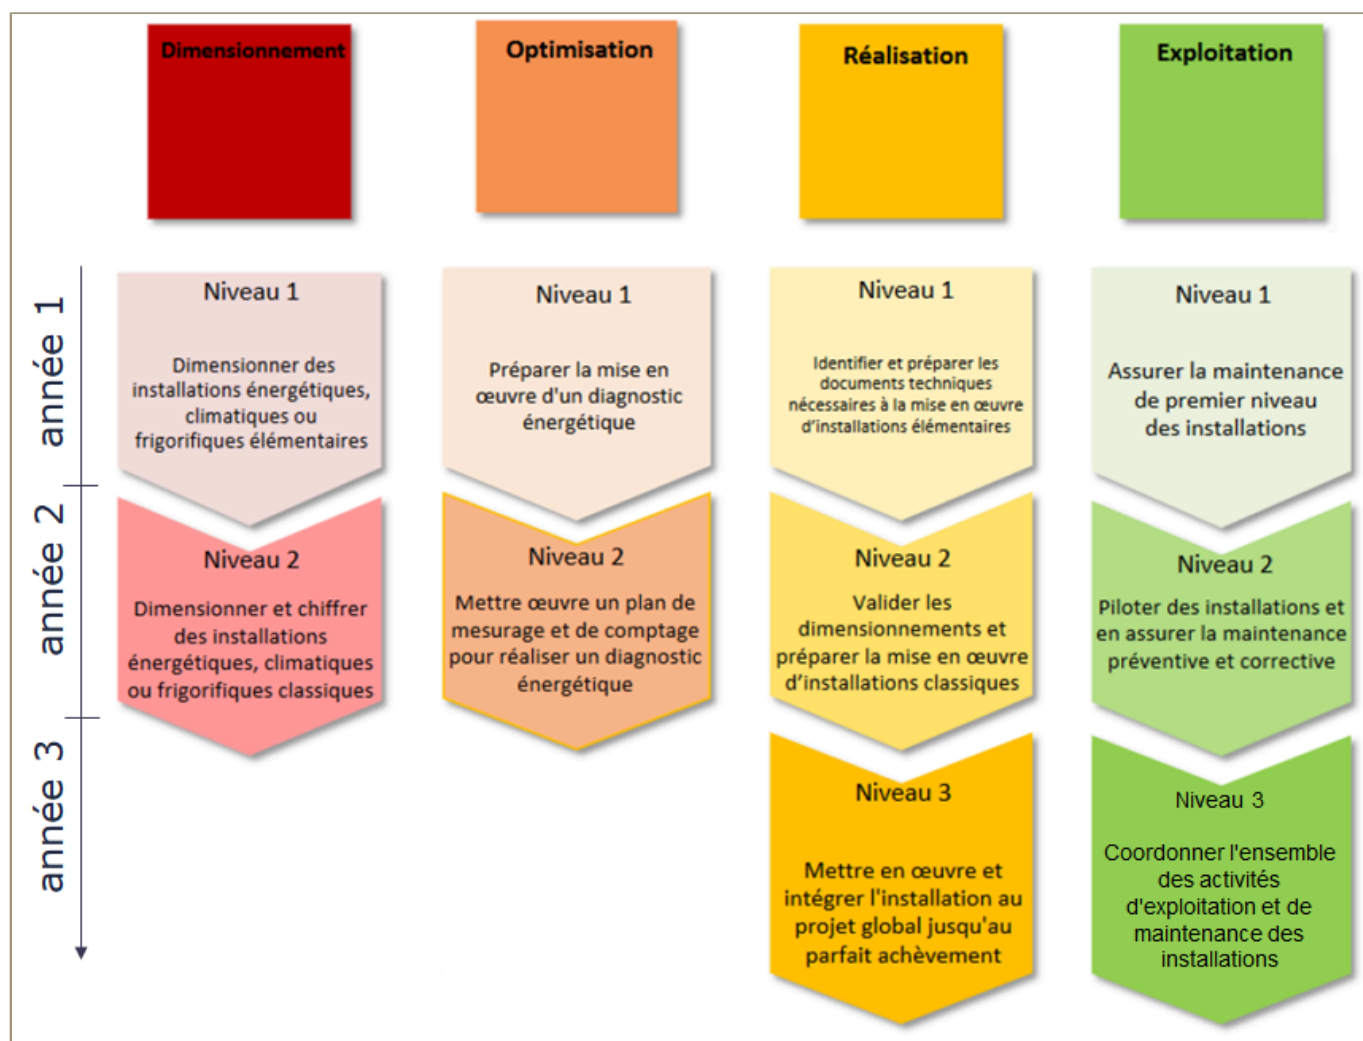 Dimensionnement
Optimisation
Réalisation
Exploitation
année 1
Niveau 1
Dimensionner des
installations énergétiques,
climatiques ou
frigorifiques élémentaires
Niveau 1
Préparer la mise en
œuvre d'un diagnostic
énergétique
Niveau 1
Identifier et préparer les
documents techniques
nécessaires à la mise en œuvre
d'installations élémentaires
Niveau 1
Assurer la maintenance
de premier niveau
des installations
année 2
Niveau 2
Dimensionner et chiffrer
des installations
énergétiques, climatiques
ou frigorifiques classiques
Niveau 2
Mettre œuvre un plan de
mesurage et de comptage
pour réaliser un diagnostic
énergétique
Niveau 2
Valider les
dimensionnements et
préparer la mise en œuvre
d'installations classiques
Niveau 2
Piloter des installations et
en assurer la maintenance
préventive et corrective
année 3
Niveau 3
Mettre en œuvre et
intégrer l'installation au
projet global jusqu'au
parfait achèvement
Niveau 3
Coordonner l'ensemble
des activités
d'exploitation et de
maintenance des
installations